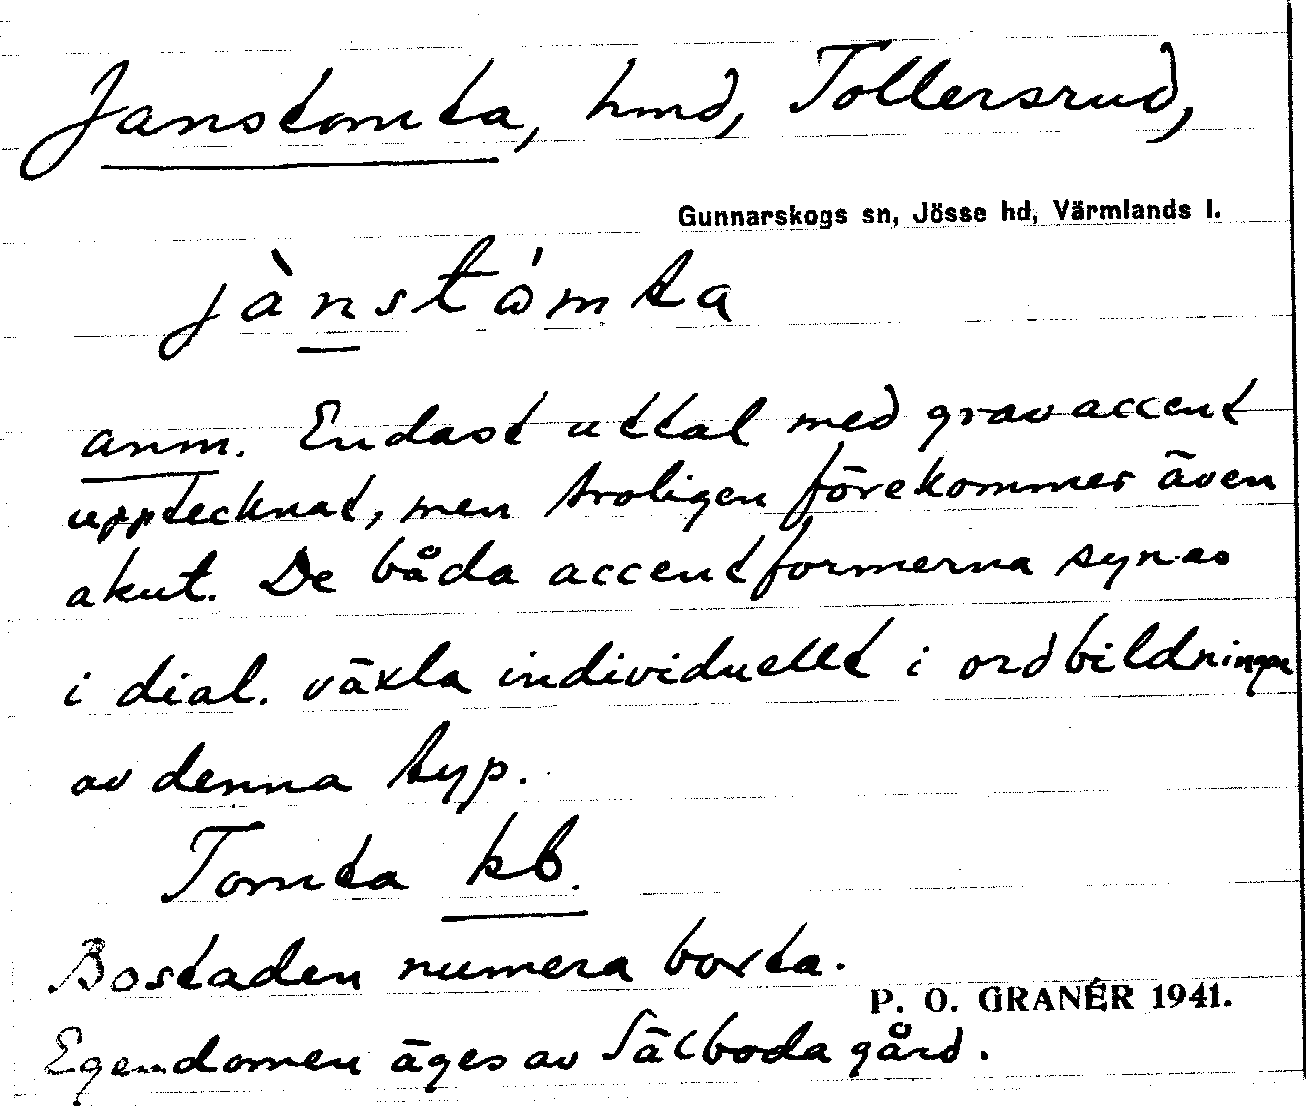 Janstomta, hmd, Tollersrud,
Gunnarskogs sn, Jösse hd, Värmlands l.
jànstómta
anm. Endast uttal med grav accent
upptecknat, men troligen förekommer även
akut. De båda accentformerna synas
i dial. växla individuellt i ordbildningar
av denna typ.
Tomta kb.
Bostaden numera borta.
P. O. GRANÉR 1941.
Egendomen äges av Sälboda gård.